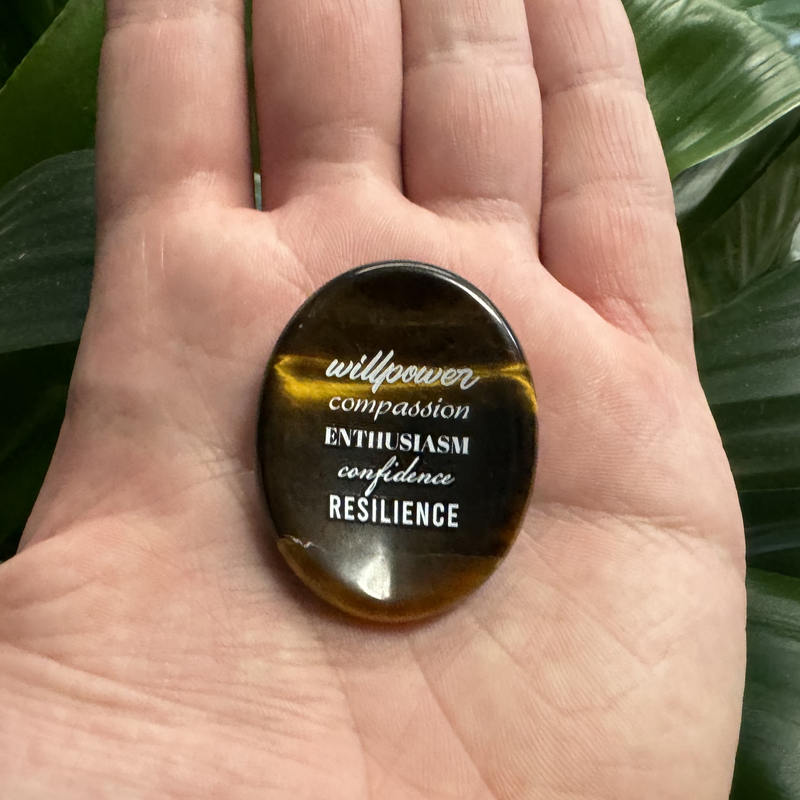 willpower
compassion
ENTHUSIASM
confidence
RESILIENCE